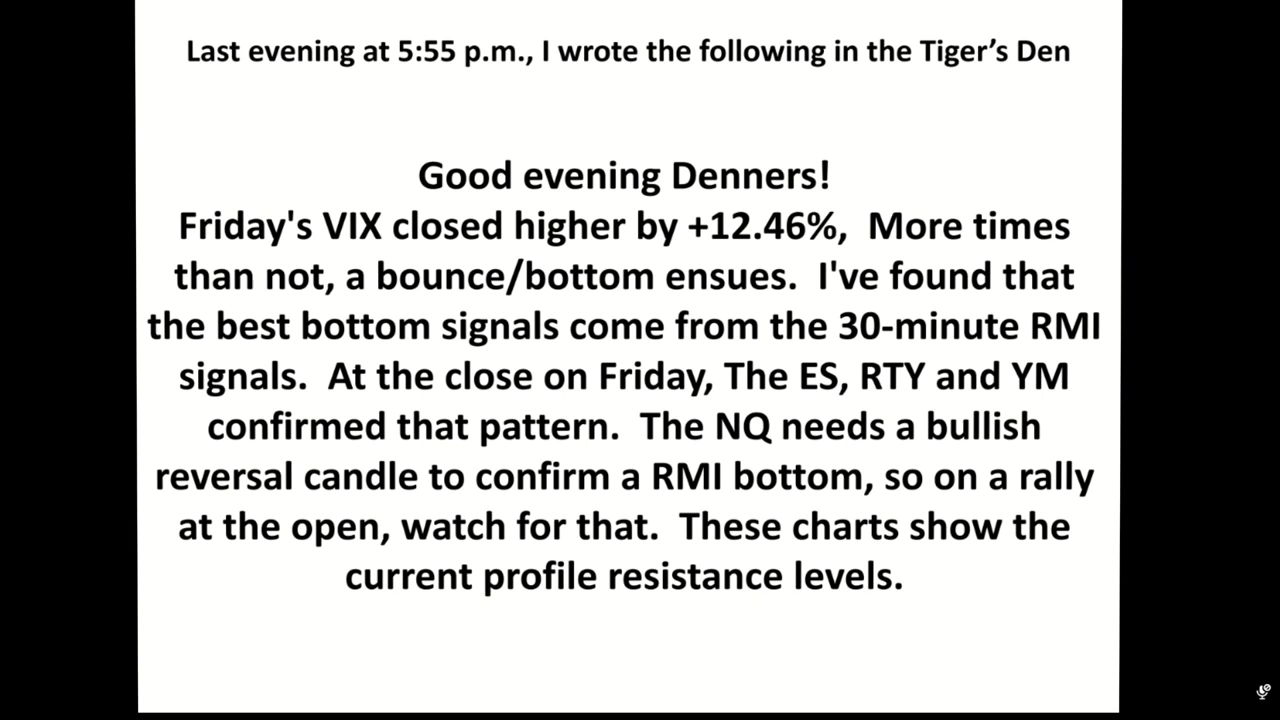 Last evening at 5:55 p.m., I wrote the following in the Tiger’s Den
Good evening Denners!
Friday's VIX closed higher by +12.46%,  More times
than not, a bounce/bottom ensues.  I've found that
the best bottom signals come from the 30-minute RMI
signals.  At the close on Friday, The ES, RTY and YM
confirmed that pattern.  The NQ needs a bullish
reversal candle to confirm a RMI bottom, so on a rally
at the open, watch for that.  These charts show the
current profile resistance levels.